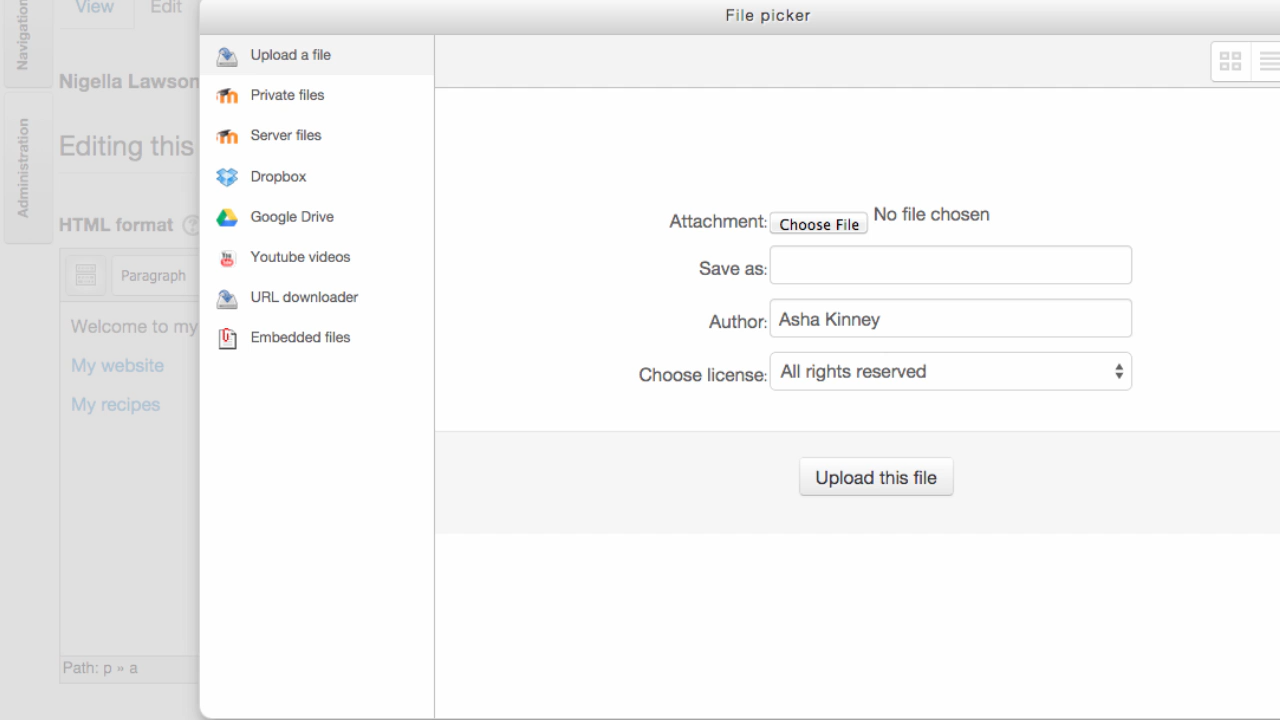 File picker
View Edit
Navigation
Administration
Nigella Lawson
Editing this
HTML format
Paragraph
Welcome to my
My website
My recipes
Path: p » a
Upload a file
Private files
Server files
Dropbox
Google Drive
Youtube videos
URL downloader
Embedded files
Attachment: Choose File No file chosen
Save as:
Author: Asha Kinney
Choose license: All rights reserved
Upload this file